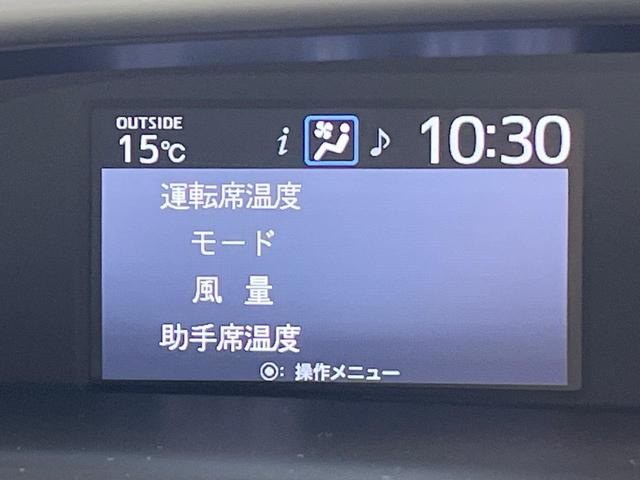 OUTSIDE
15℃ i ♪ 10:30
運転席温度
モード
風 量
助手席温度
◉: 操作メニュー